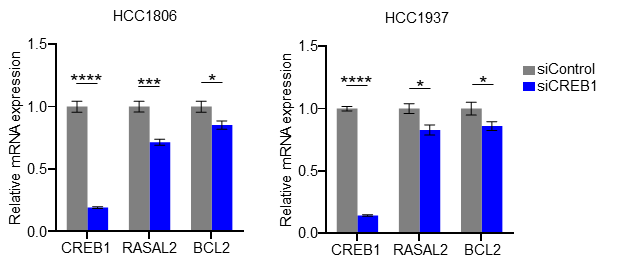 HCC1806
Relative mRNA expression
1.5
1.0
0.5
0.0
****
***
*
CREB1 RASAL2 BCL2
HCC1937
Relative mRNA expression
1.5
1.0
0.5
0.0
****
*
*
CREB1 RASAL2 BCL2
siControl
siCREB1